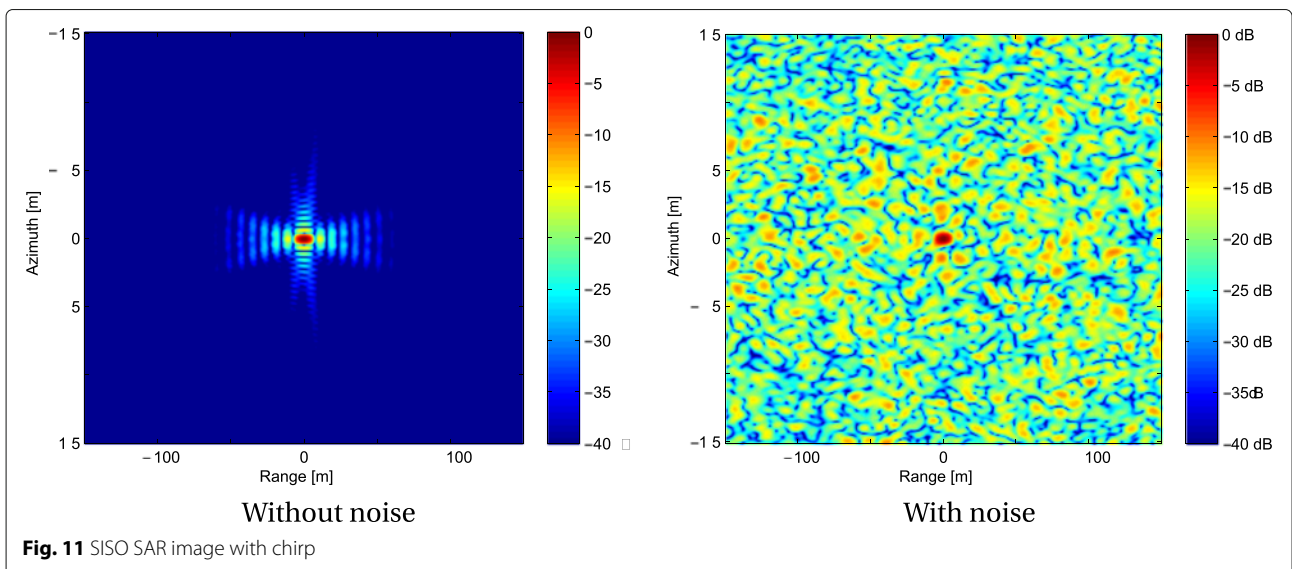 −1 5
5
0
5
1 5
Azimuth [m]
−100 0 100
Range [m]
0
−5
−10
−15
−20
−25
−30
−35
−40
Without noise
1 5
5
0
5
−1 5
Azimuth [m]
−100 0 100
Range [m]
0 dB
−5 dB
−10 dB
−15 dB
−20 dB
−25 dB
−30 dB
−35dB
−40 dB
With noise
Fig. 11 SISO SAR image with chirp